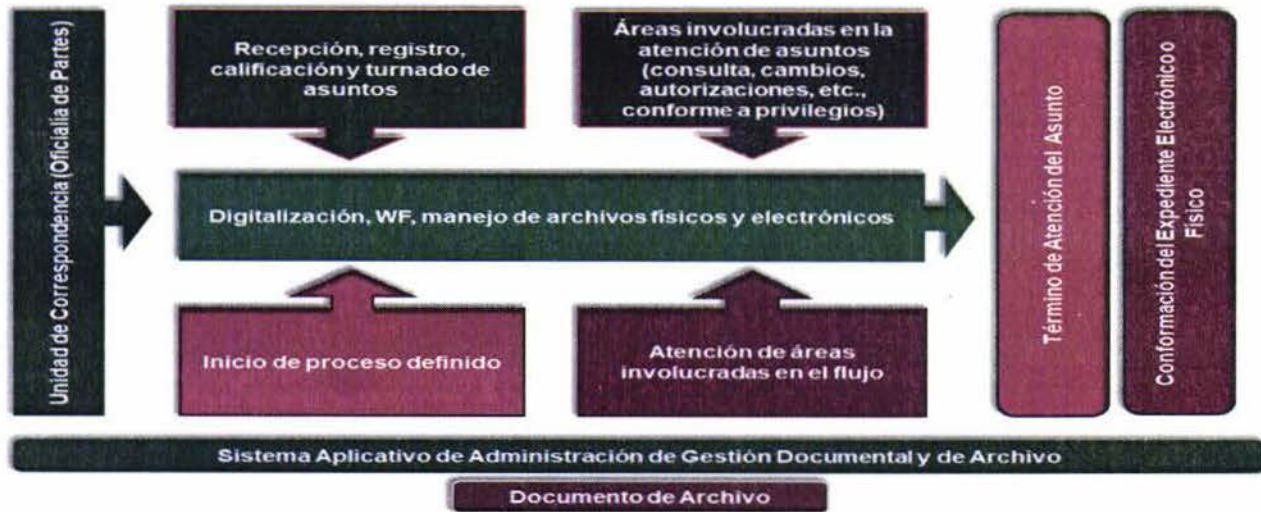 Unidad de Correspondencia (Oficialia de Partes)
Recepción, registro,
calificación y turnado de
asuntos
Áreas involucradas en la
atención de asuntos
(consulta, cambios,
autorizaciones, etc.,
conforme a privilegios)
Digitalización, WF, manejo de archivos físicos y electrónicos
Inicio de proceso definido
Atención de áreas
involucradas en el flujo
Término de Atención del Asunto
Conformación del Expediente Electrónico o
Físico
Sistema Aplicativo de Administración de Gestión Documental y de Archivo
Documento de Archivo